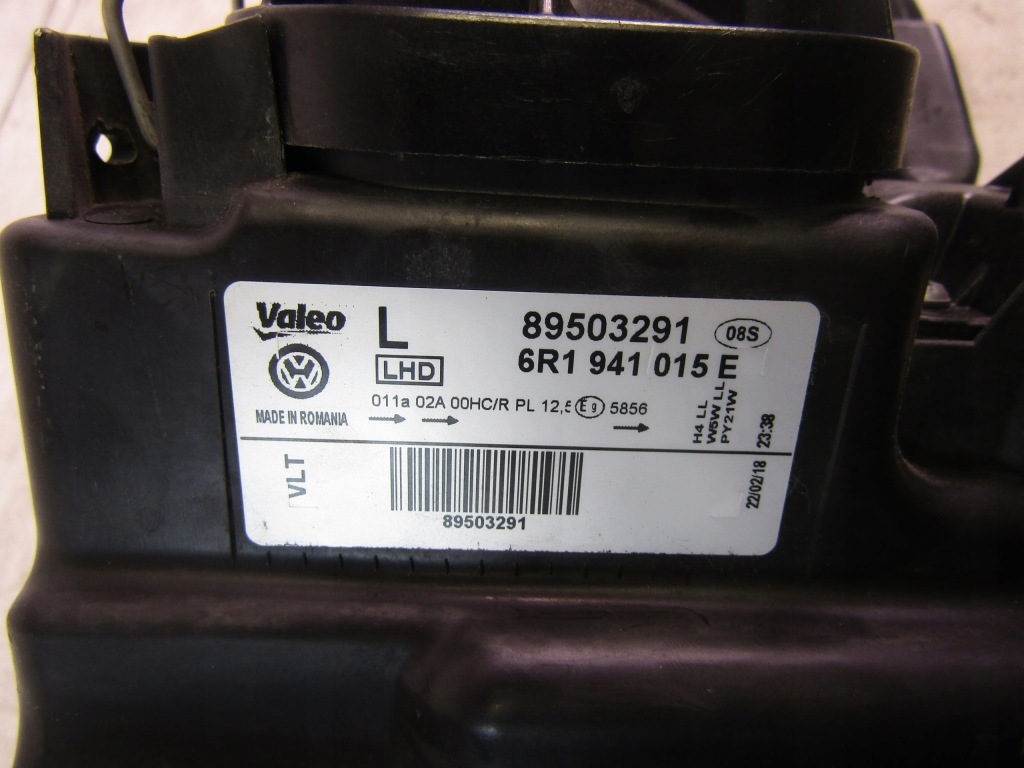 Valeo L 89503291 08S
LHD 6R1 941 015 E
MADE IN ROMANIA
011a 02A 00HC/R PL 12,5 E9 5856
H4 LL
W5W LL
PY21W
VLT
89503291
22/02/18 23:38